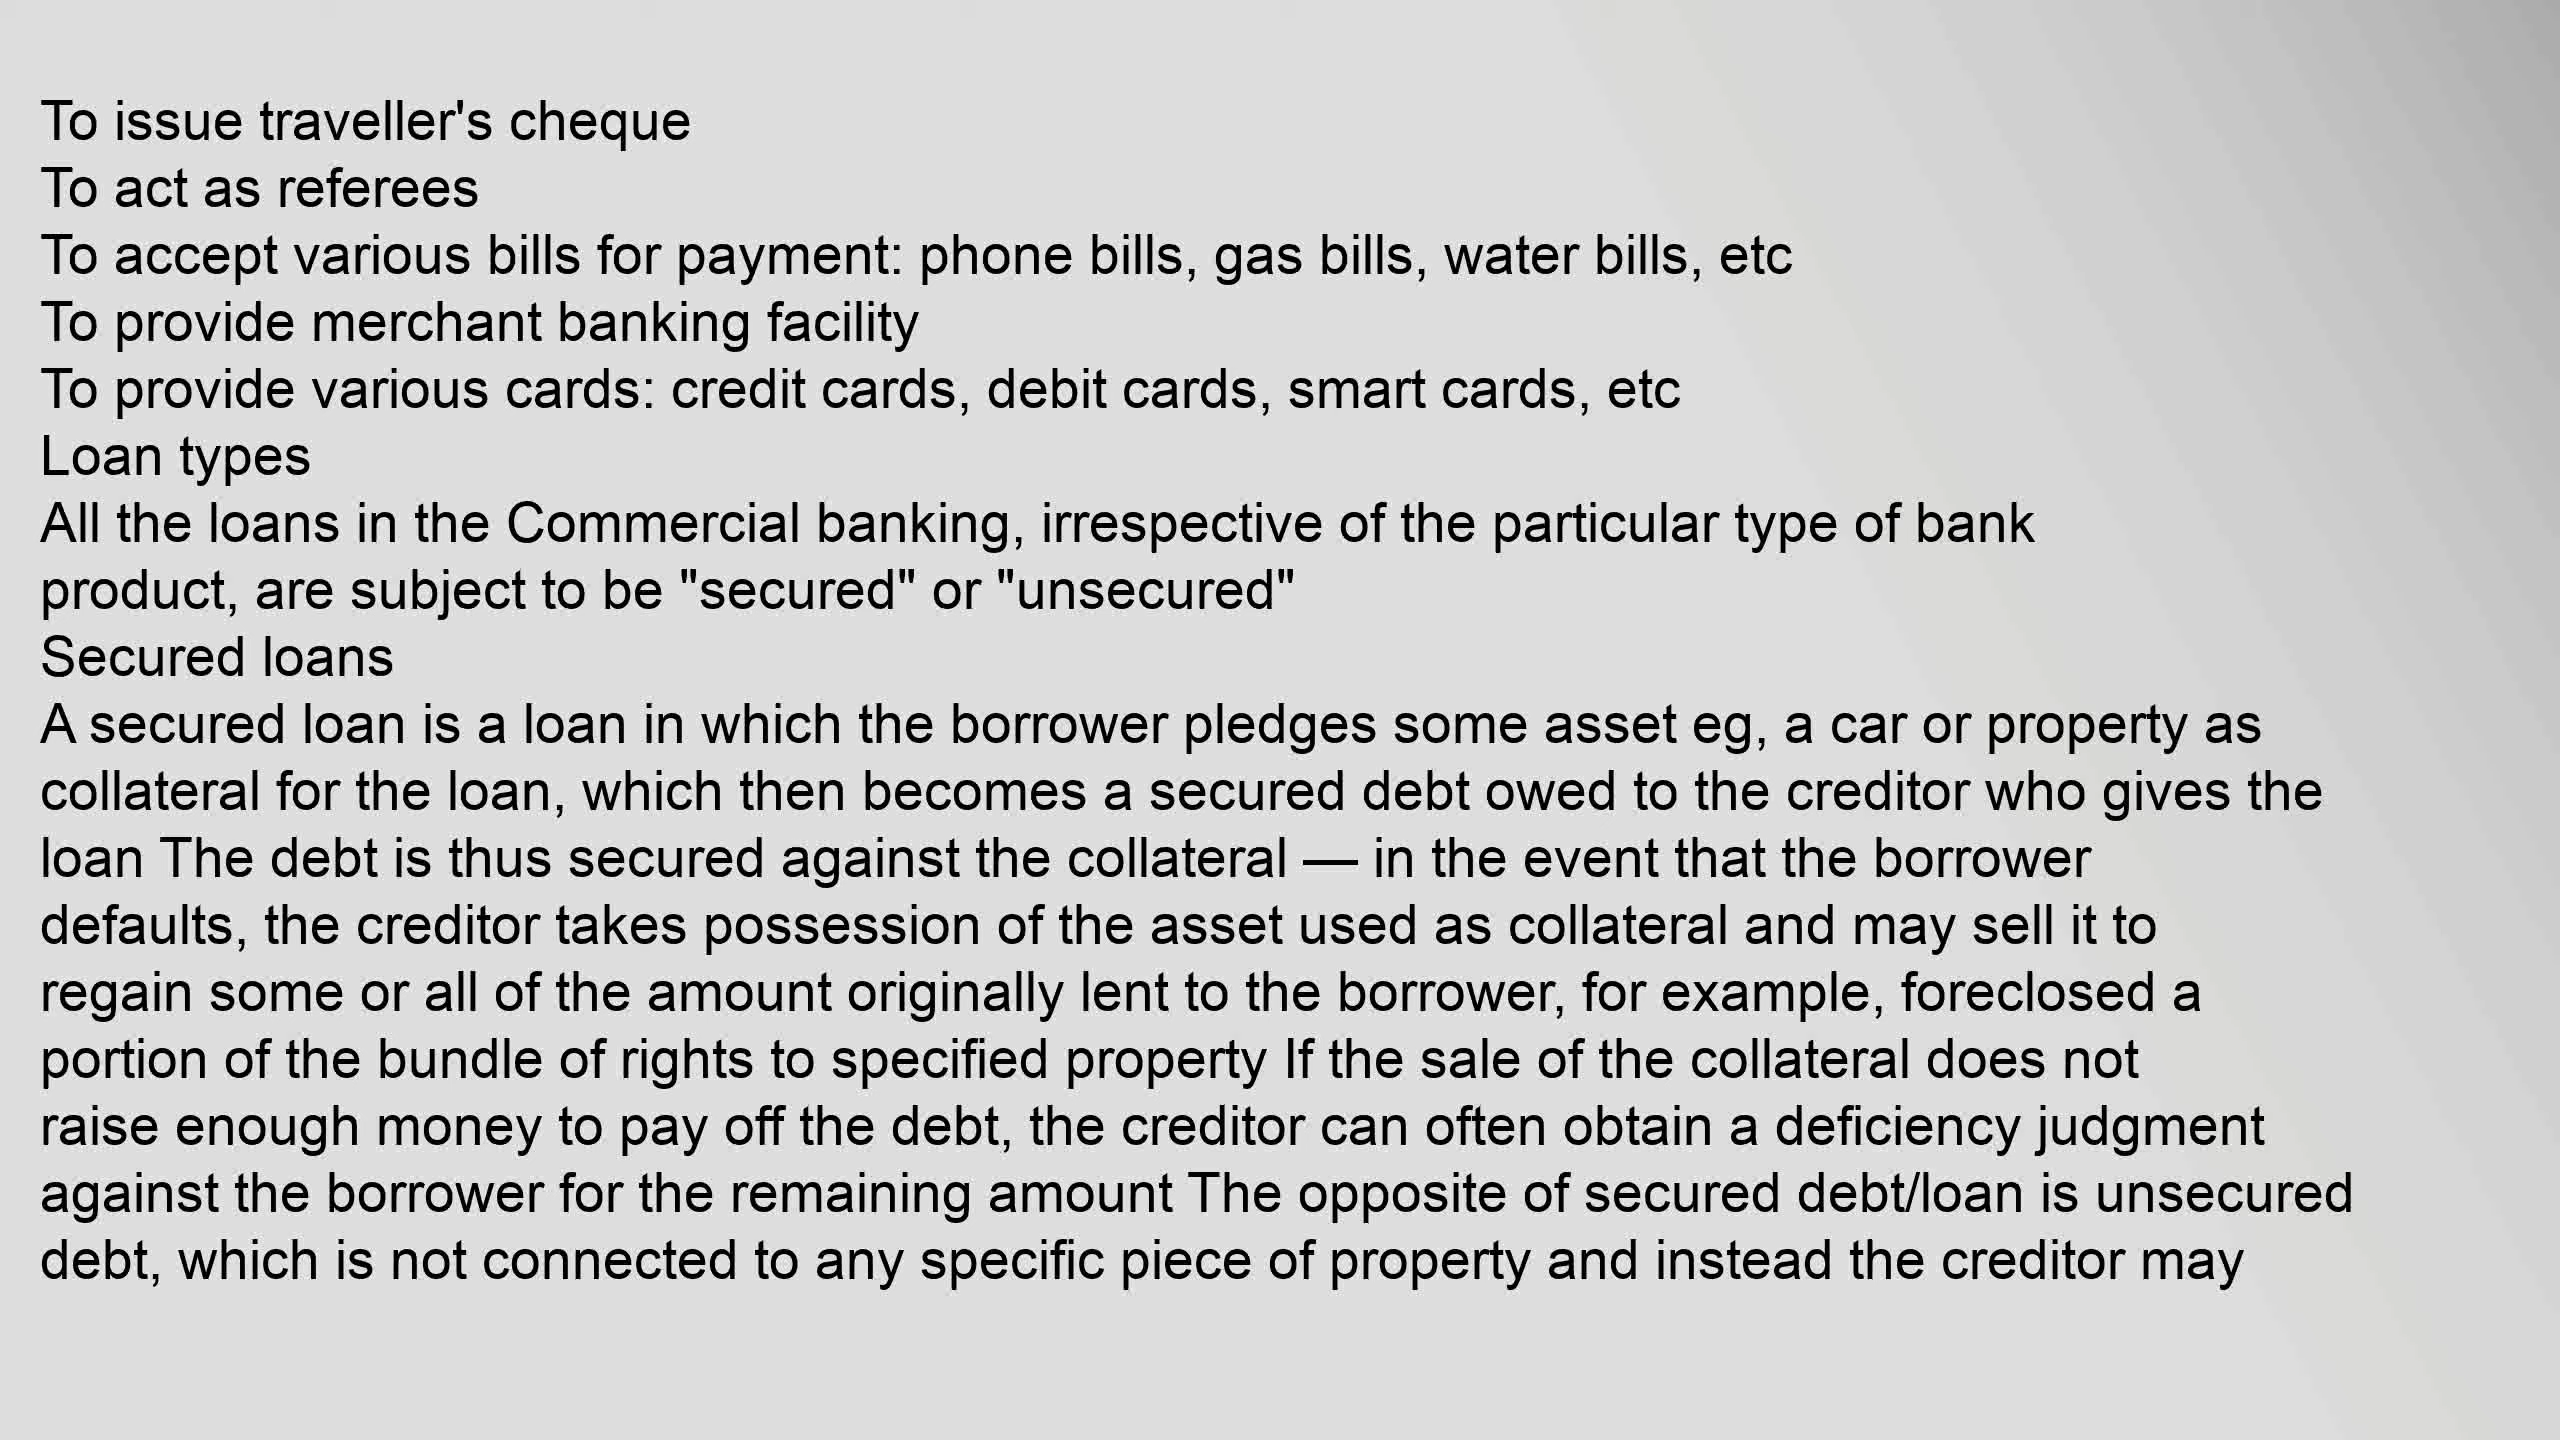 To issue traveller's cheque
To act as referees
To accept various bills for payment: phone bills, gas bills, water bills, etc
To provide merchant banking facility
To provide various cards: credit cards, debit cards, smart cards, etc
Loan types
All the loans in the Commercial banking, irrespective of the particular type of bank
product, are subject to be "secured" or "unsecured"
Secured loans
A secured loan is a loan in which the borrower pledges some asset eg, a car or property as
collateral for the loan, which then becomes a secured debt owed to the creditor who gives the
loan The debt is thus secured against the collateral — in the event that the borrower
defaults, the creditor takes possession of the asset used as collateral and may sell it to
regain some or all of the amount originally lent to the borrower, for example, foreclosed a
portion of the bundle of rights to specified property If the sale of the collateral does not
raise enough money to pay off the debt, the creditor can often obtain a deficiency judgment
against the borrower for the remaining amount The opposite of secured debt/loan is unsecured
debt, which is not connected to any specific piece of property and instead the creditor may